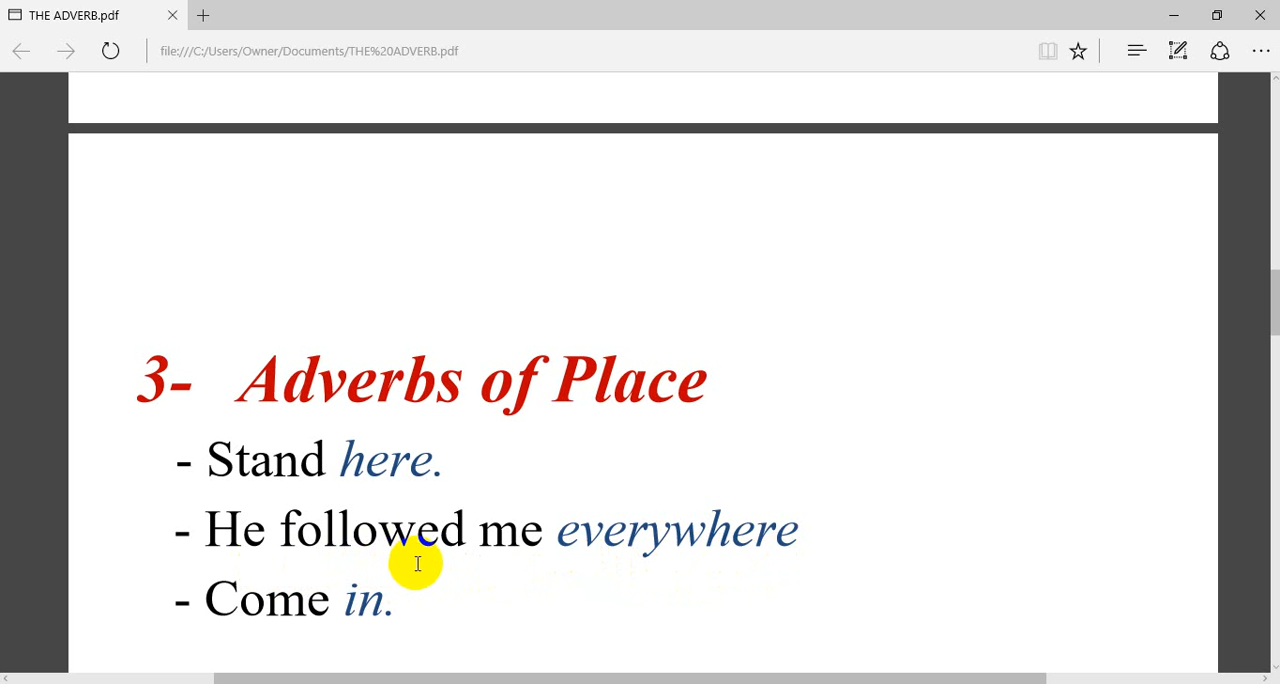 THE ADVERB.pdf
file:///C:/Users/Owner/Documents/THE%20ADVERB.pdf
3- Adverbs of Place
- Stand here.
- He followed me everywhere
- Come in.